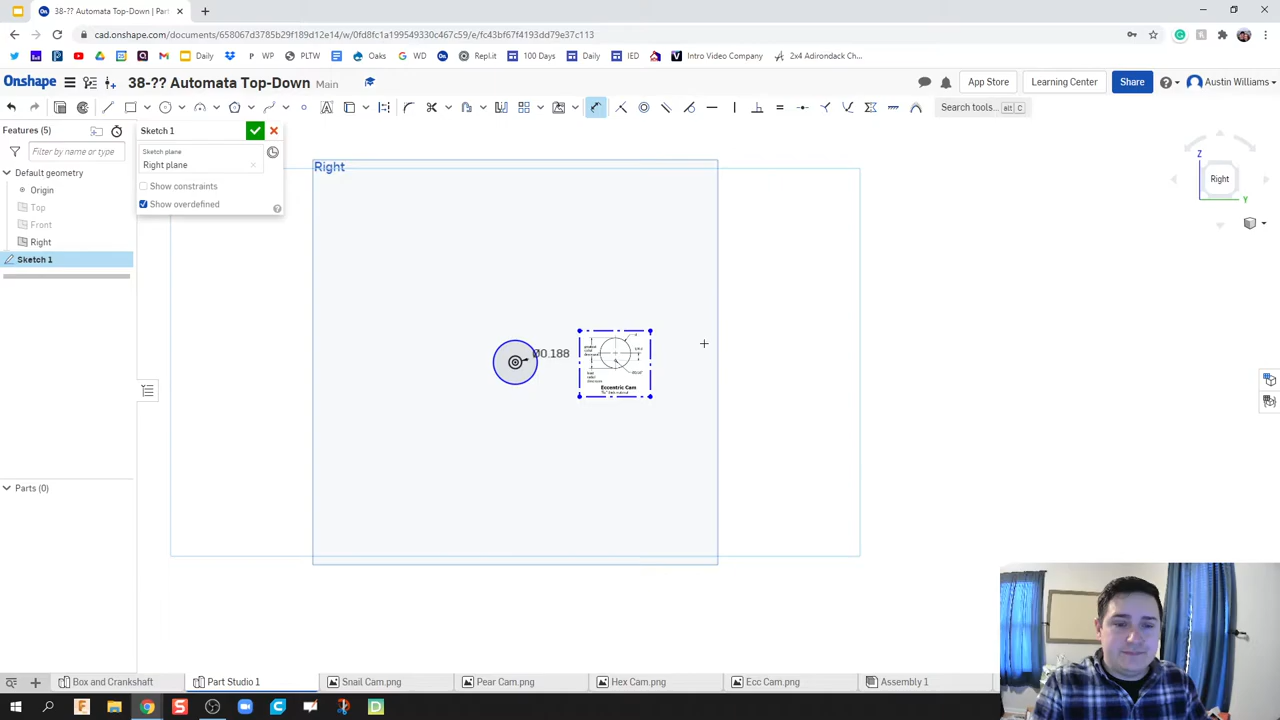 38-?? Automata Top-Down
cad.onshape.com/documents/658067d3785b29f189d12e14/w/0fd8fc1a199549330c467c59/e/fc43bf67f4193dd79e37c113
Daily
WP
PLTW
Oaks
WD
Repl.it
100 Days
Daily
IED
Intro Video Company
2x4 Adirondack Ch...
Onshape
38-?? Automata Top-Down Main
App Store
Learning Center
Share
Austin Williams
Search tools... alt C
Features (5)
Filter by name or type
Default geometry
Origin
Top
Front
Right
Sketch 1
Parts (0)
Sketch 1
Sketch plane
Right plane
Show constraints
Show overdefined
Right
Ø0.188
Eccentric Cam
Z
Right
Y
Box and Crankshaft
Part Studio 1
Snail Cam.png
Pear Cam.png
Hex Cam.png
Ecc Cam.png
Assembly 1